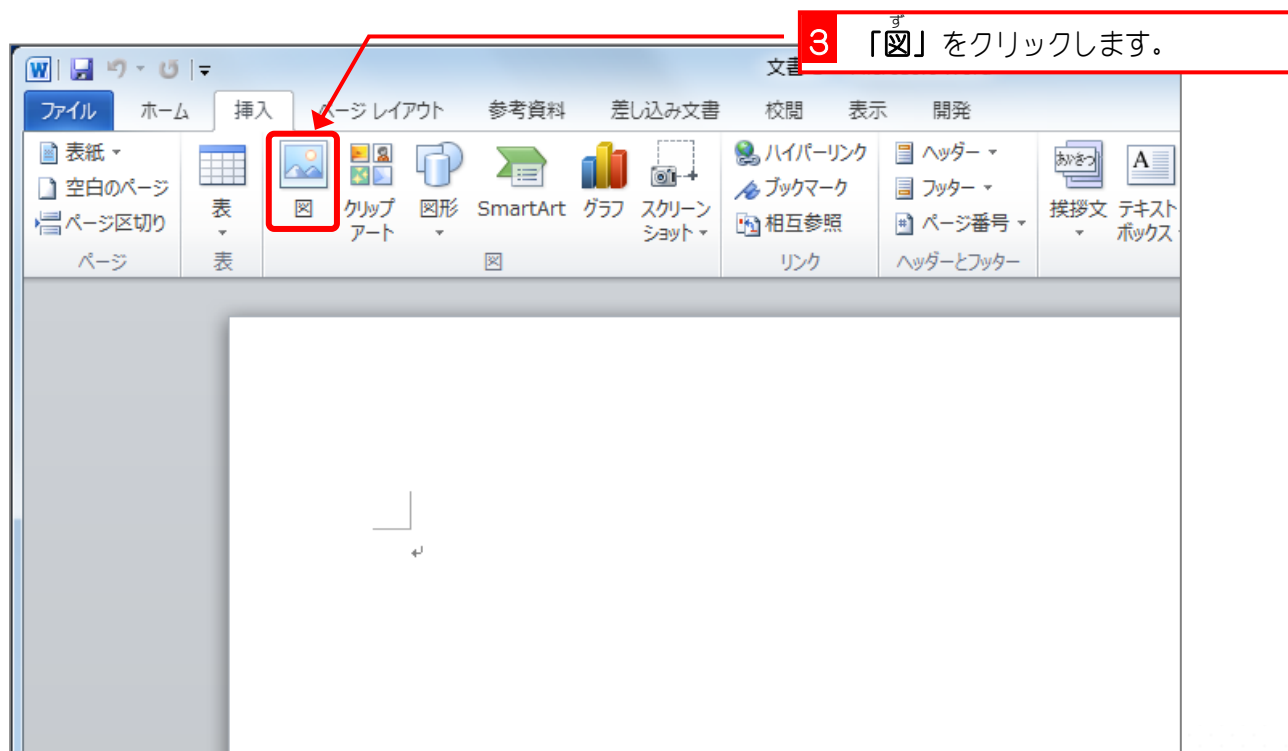 ず
3 「図」をクリックします。
文書
ファイル ホーム 挿入 ページ レイアウト 参考資料 差し込み文書 校閲 表示 開発
表紙
空白のページ
ページ区切り
ページ
表
表
図
クリップ
アート
図形
SmartArt
グラフ
スクリーン
ショット
図
ハイパーリンク
ブックマーク
相互参照
リンク
ヘッダー
フッター
ページ番号
ヘッダーとフッター
あいさつ
挨拶文
A
テキスト
ボックス